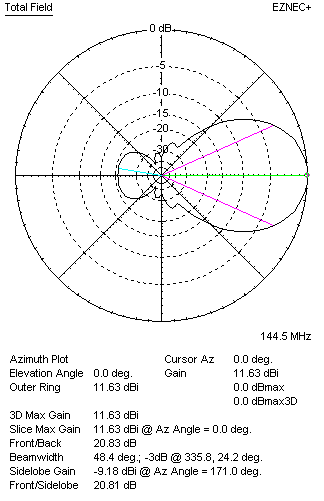 Total Field EZNEC+
0 dB
-5
-10
-15
-20
-30
144.5 MHz
Azimuth Plot Cursor Az 0.0 deg.
Elevation Angle 0.0 deg. Gain 11.63 dBi
Outer Ring 11.63 dBi 0.0 dBmax
0.0 dBmax3D
3D Max Gain 11.63 dBi
Slice Max Gain 11.63 dBi @ Az Angle = 0.0 deg.
Front/Back 20.83 dB
Beamwidth 48.4 deg.; -3dB @ 335.8, 24.2 deg.
Sidelobe Gain -9.18 dBi @ Az Angle = 171.0 deg.
Front/Sidelobe 20.81 dB